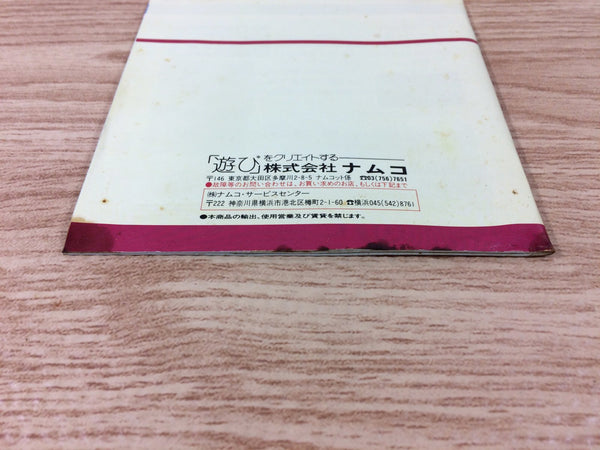 「遊び」をクリエイトする
株式会社 ナムコ
〒146 東京都大田区多摩川2-8-5 ナムコット係 ☎03(756)7651
●故障等のお問い合わせは、お買い求めのお店、もしくは下記まで
㈱ナムコ・サービスセンター
〒222 神奈川県横浜市港北区樽町2-1-60 ☎横浜045(542)8761
●本商品の輸出、使用営業及び賃貸を禁じます。